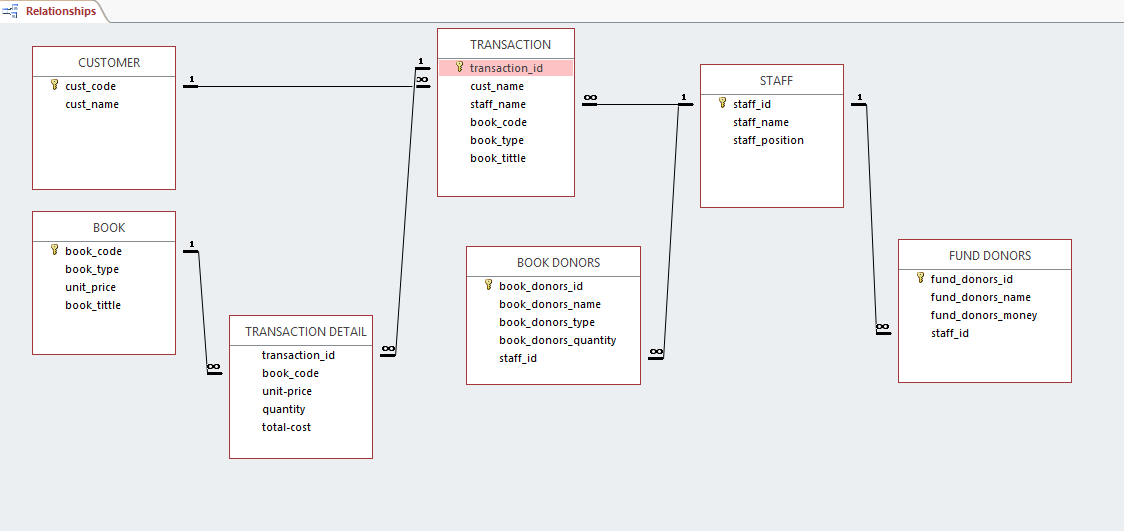 Relationships
CUSTOMER
cust_code
cust_name
1
∞
TRANSACTION
transaction_id
cust_name
staff_name
book_code
book_type
book_tittle
1
∞
1
STAFF
staff_id
staff_name
staff_position
1
BOOK
book_code
book_type
unit_price
book_tittle
1
∞
TRANSACTION DETAIL
transaction_id
book_code
unit-price
quantity
total-cost
∞
BOOK DONORS
book_donors_id
book_donors_name
book_donors_type
book_donors_quantity
staff_id
∞
FUND DONORS
fund_donors_id
fund_donors_name
fund_donors_money
staff_id
∞